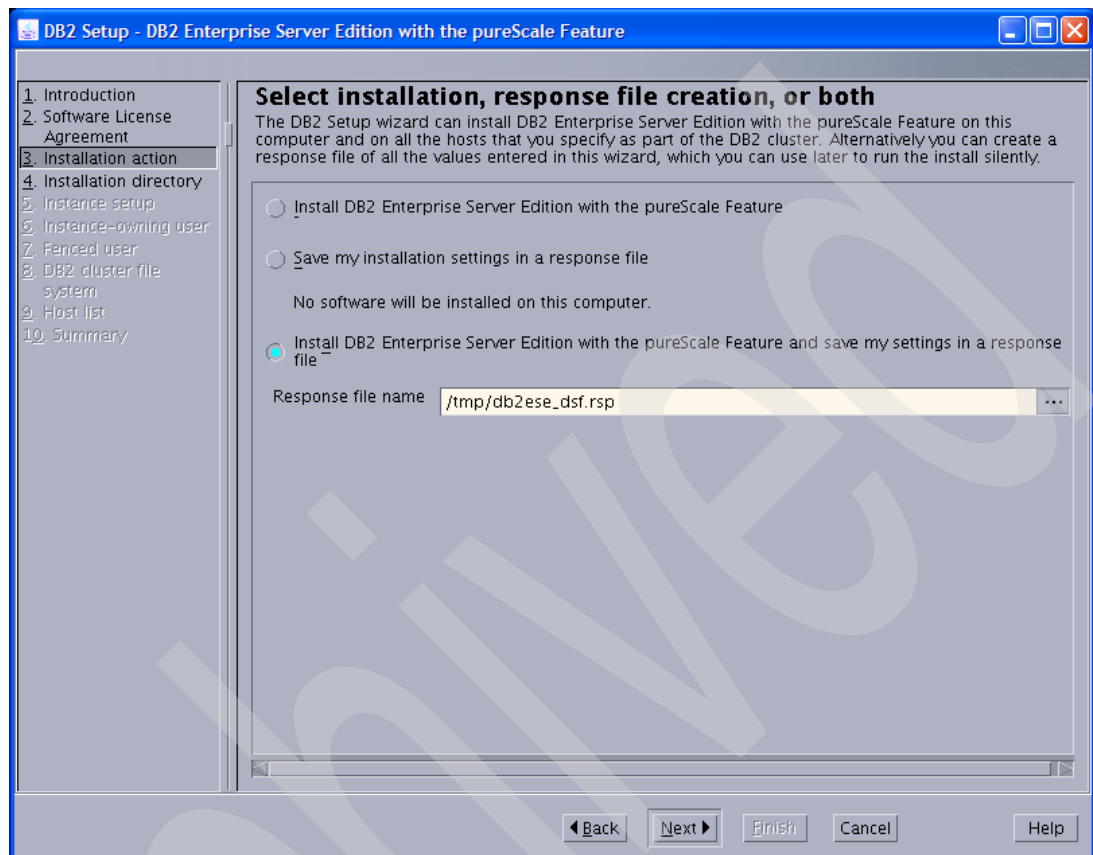 DB2 Setup - DB2 Enterprise Server Edition with the pureScale Feature
1. Introduction
2. Software License
Agreement
3. Installation action
4. Installation directory
5. Instance setup
6. Instance-owning user
7. Fenced user
8. DB2 cluster file
system
9. Host list
10. Summary
Select installation, response file creation, or both
The DB2 Setup wizard can install DB2 Enterprise Server Edition with the pureScale Feature on this
computer and on all the hosts that you specify as part of the DB2 cluster. Alternatively you can create a
response file of all the values entered in this wizard, which you can use later to run the install silently.
Install DB2 Enterprise Server Edition with the pureScale Feature
Save my installation settings in a response file
No software will be installed on this computer.
Install DB2 Enterprise Server Edition with the pureScale Feature and save my settings in a response
file
Response file name /tmp/db2ese_dsf.rsp ...
Back Next Finish Cancel Help